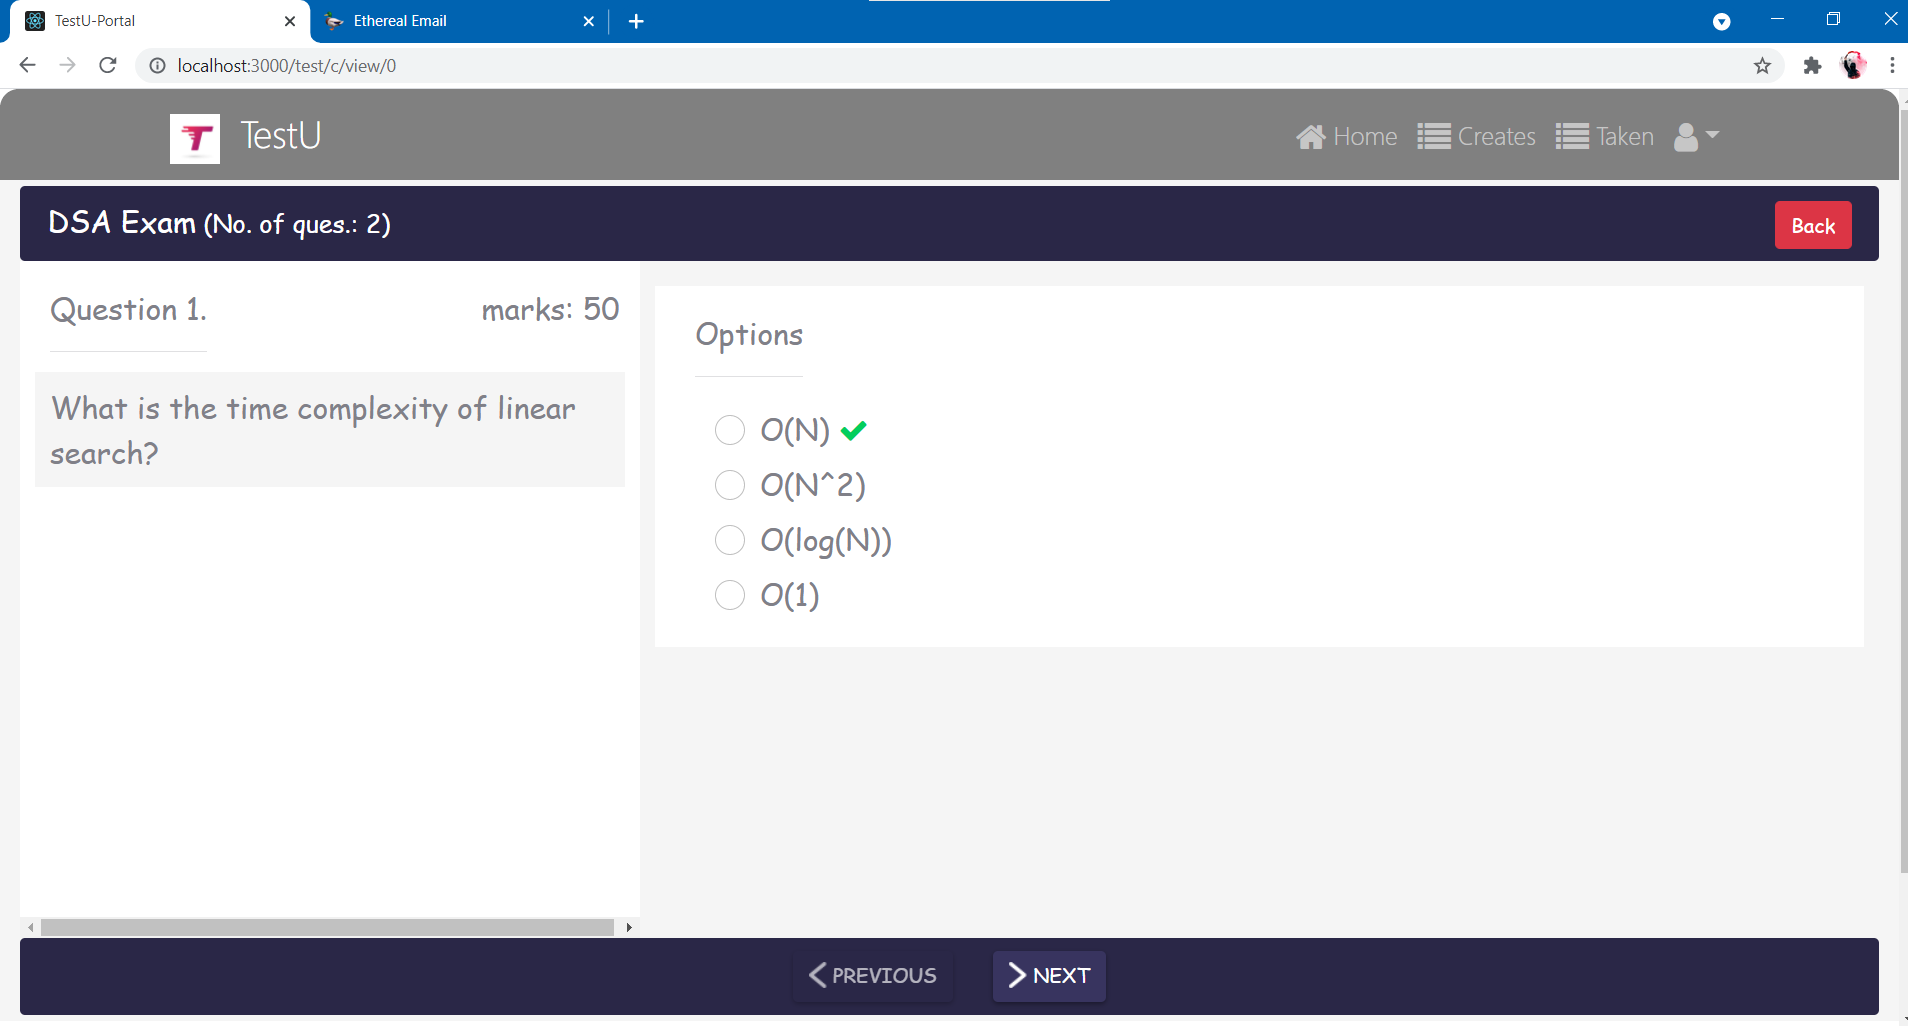 TestU-Portal
Ethereal Email
localhost:3000/test/c/view/0
T TestU
Home Creates Taken
DSA Exam (No. of ques.: 2)
Back
Question 1. marks: 50
What is the time complexity of linear
search?
Options
O(N)
O(N^2)
O(log(N))
O(1)
PREVIOUS NEXT